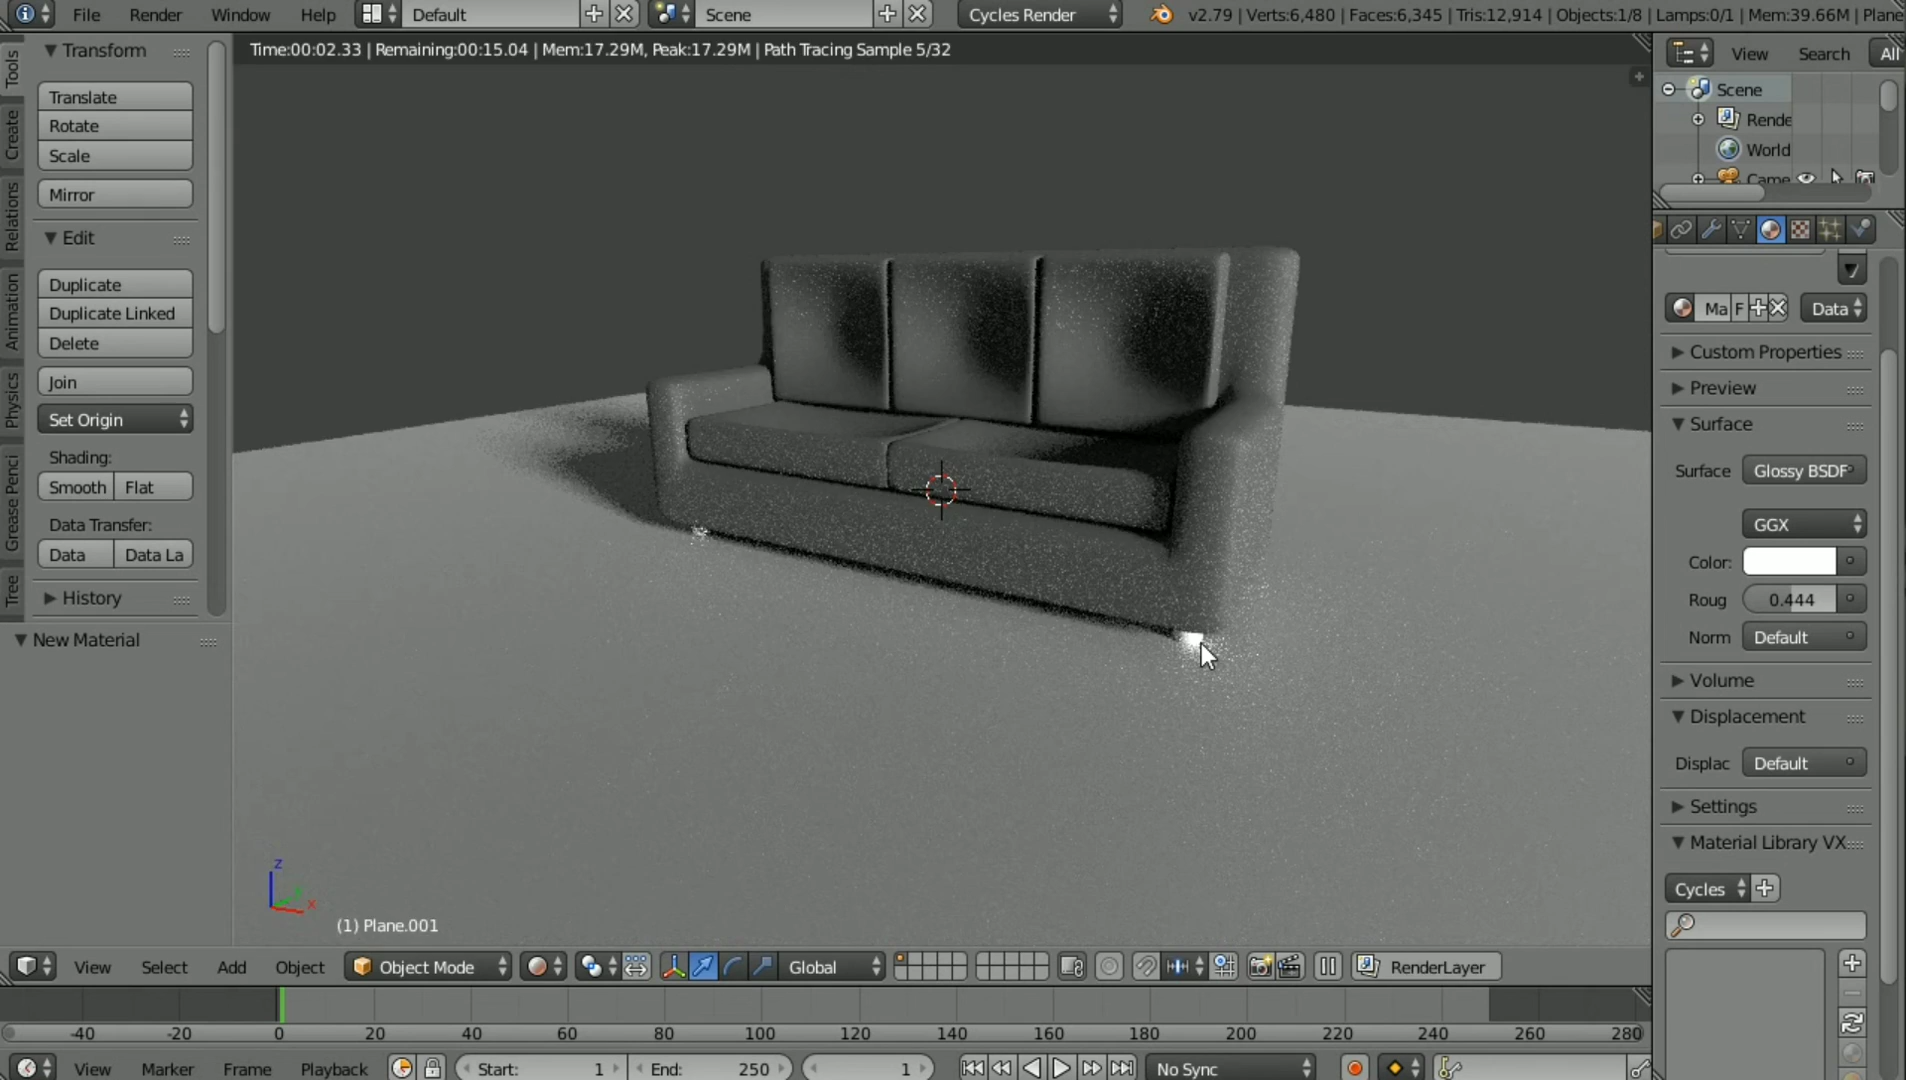 File Render Window Help Default Scene Cycles Render v2.79 | Verts:6,480 | Faces:6,345 | Tris:12,914 | Objects:1/8 | Lamps:0/1 | Mem:39.66M | Plane
Time:00:02.33 | Remaining:00:15.04 | Mem:17.29M, Peak:17.29M | Path Tracing Sample 5/32
Tools
Create
Relations
Animation
Physics
Grease Penci
Tree
Transform
Translate
Rotate
Scale
Mirror
Edit
Duplicate
Duplicate Linked
Delete
Join
Set Origin
Shading:
Smooth Flat
Data Transfer:
Data Data La
History
New Material
z
x
(1) Plane.001
View Select Add Object Object Mode Global RenderLayer
-40 -20 0 20 40 60 80 100 120 140 160 180 200 220 240 260 280
View Marker Frame Playback Start: 1 End: 250 1 No Sync
View Search All
Scene
Rende
World
Came
Ma F Data
Custom Properties
Preview
Surface
Surface Glossy BSDF
GGX
Color:
Roug 0.444
Norm Default
Volume
Displacement
Displac Default
Settings
Material Library VX
Cycles